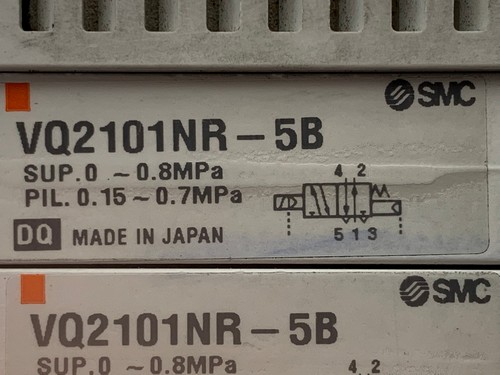 SMC
VQ2101NR-5B
SUP.0 ~0.8MPa
PIL. 0.15~0.7MPa
4 2
5 1 3
DQ MADE IN JAPAN
SMC
VQ2101NR-5B
SUP.0 ~0.8MPa
4 2